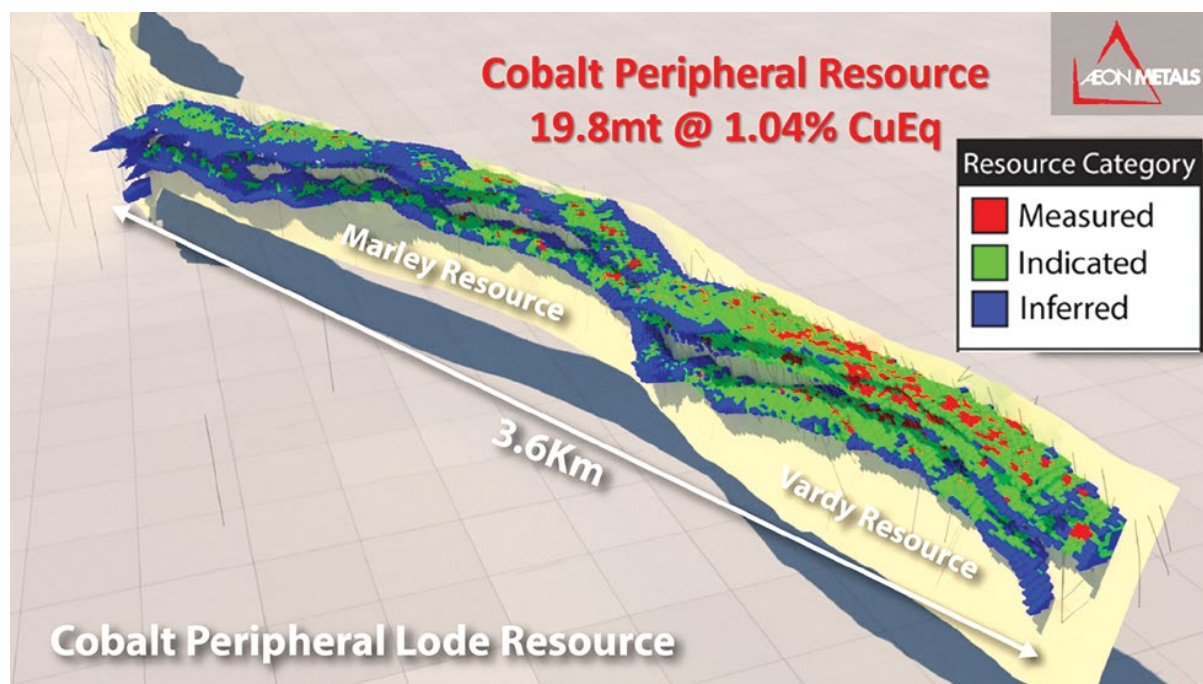 Cobalt Peripheral Resource
19.8mt @ 1.04% CuEq
ÆON METALS
Resource Category
Measured
Indicated
Inferred
Marley Resource
3.6Km
Vardy Resource
Cobalt Peripheral Lode Resource